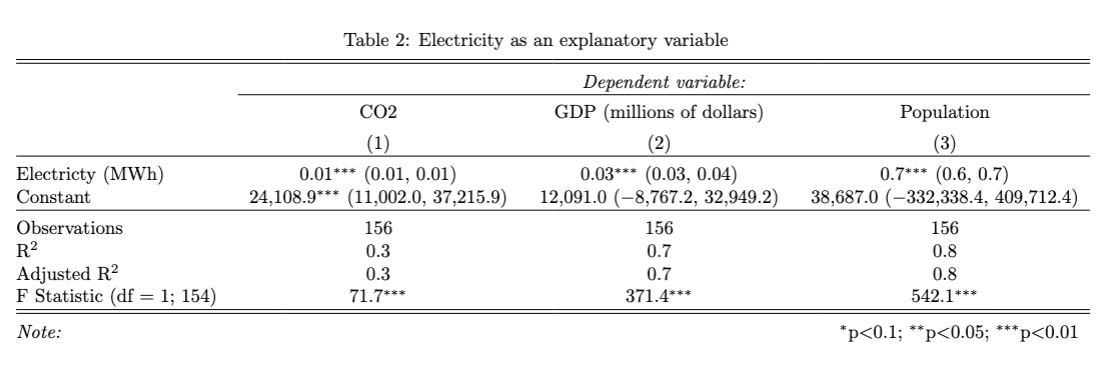 Table 2: Electricity as an explanatory variable
Dependent variable:
CO2 GDP (millions of dollars) Population
(1) (2) (3)
Electricty (MWh) 0.01*** (0.01, 0.01) 0.03*** (0.03, 0.04) 0.7*** (0.6, 0.7)
Constant 24,108.9*** (11,002.0, 37,215.9) 12,091.0 (−8,767.2, 32,949.2) 38,687.0 (−332,338.4, 409,712.4)
Observations 156 156 156
R² 0.3 0.7 0.8
Adjusted R² 0.3 0.7 0.8
F Statistic (df = 1; 154) 71.7*** 371.4*** 542.1***
Note: *p<0.1; **p<0.05; ***p<0.01